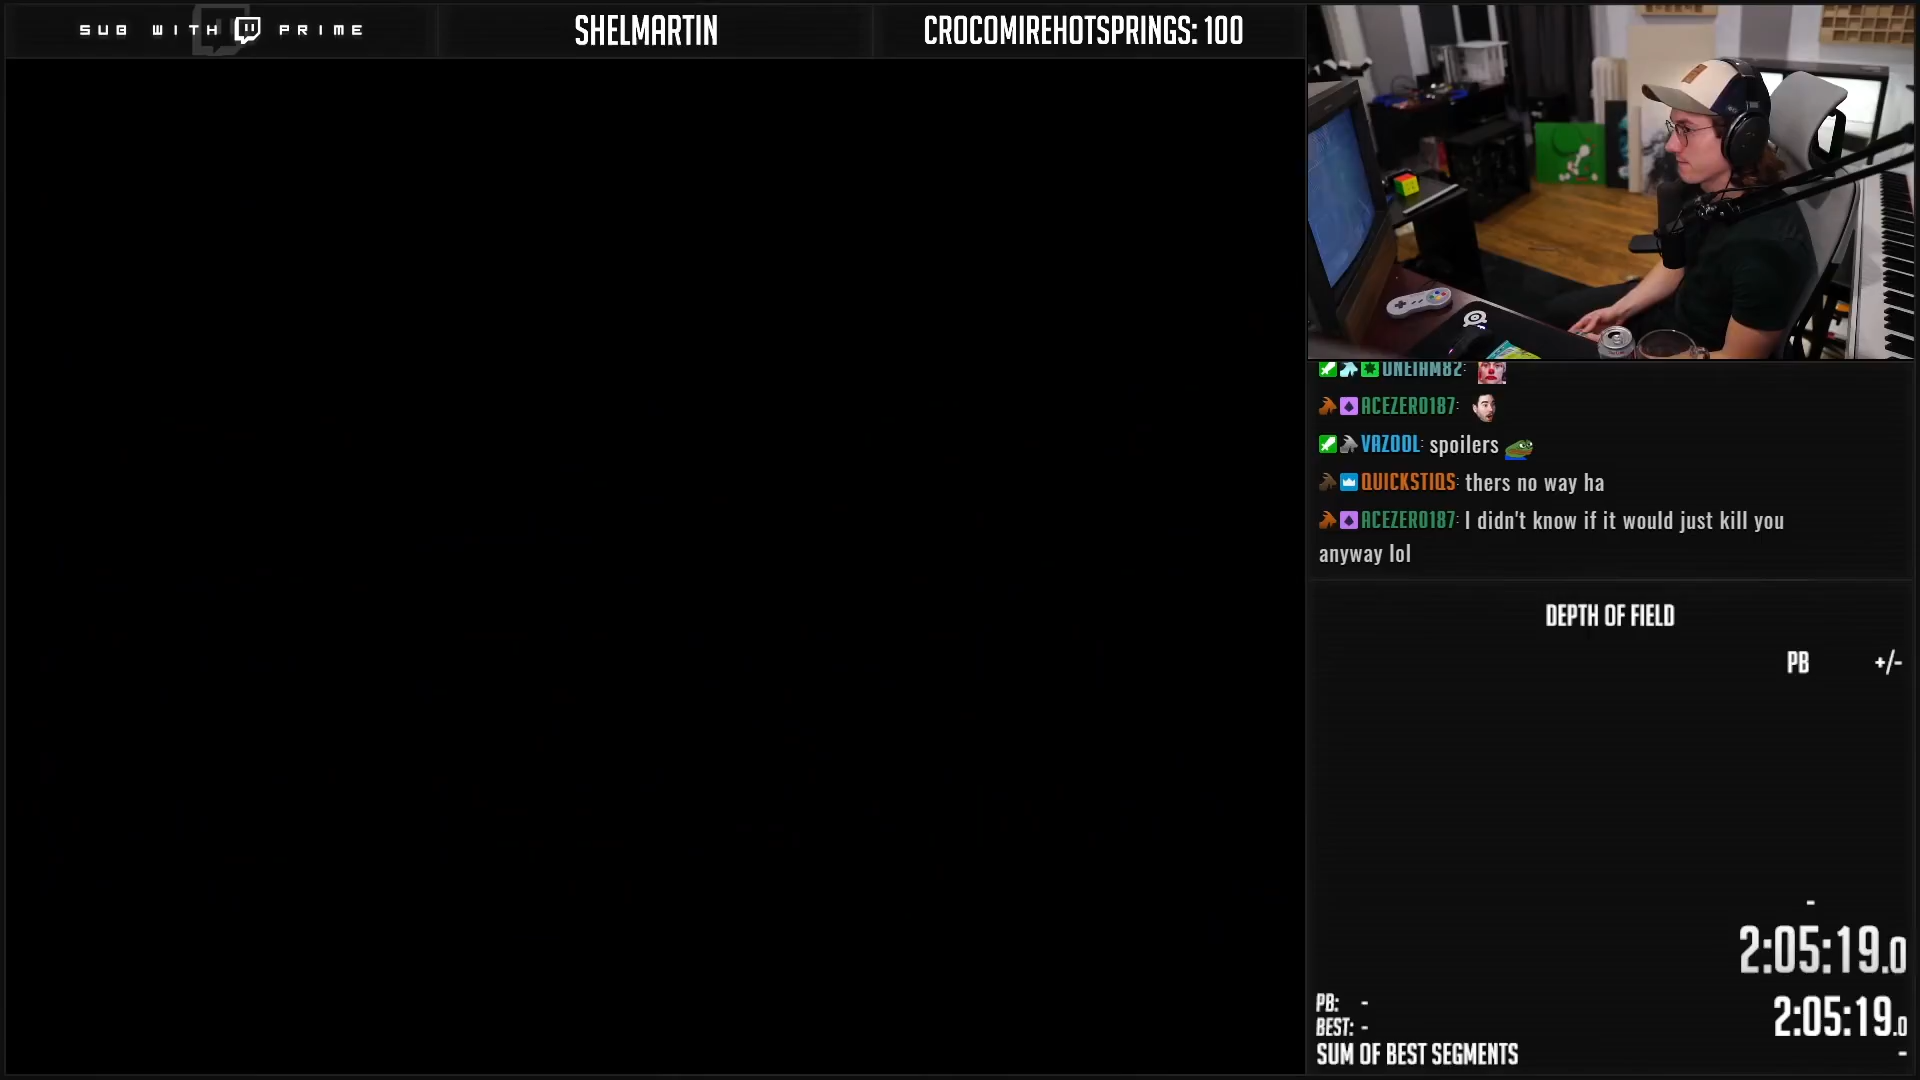 SUB WITH PRIME
SHELMARTIN
CROCOMIREHOTSPRINGS: 100
ONEIAM82:
ACEZERO187:
VAZOOL: spoilers
QUICKSTIQS: thers no way ha
ACEZERO187: I didn't know if it would just kill you
anyway lol
DEPTH OF FIELD
PB +/-
-
2:05:19.0
PB: -
2:05:19.0
BEST: -
SUM OF BEST SEGMENTS -